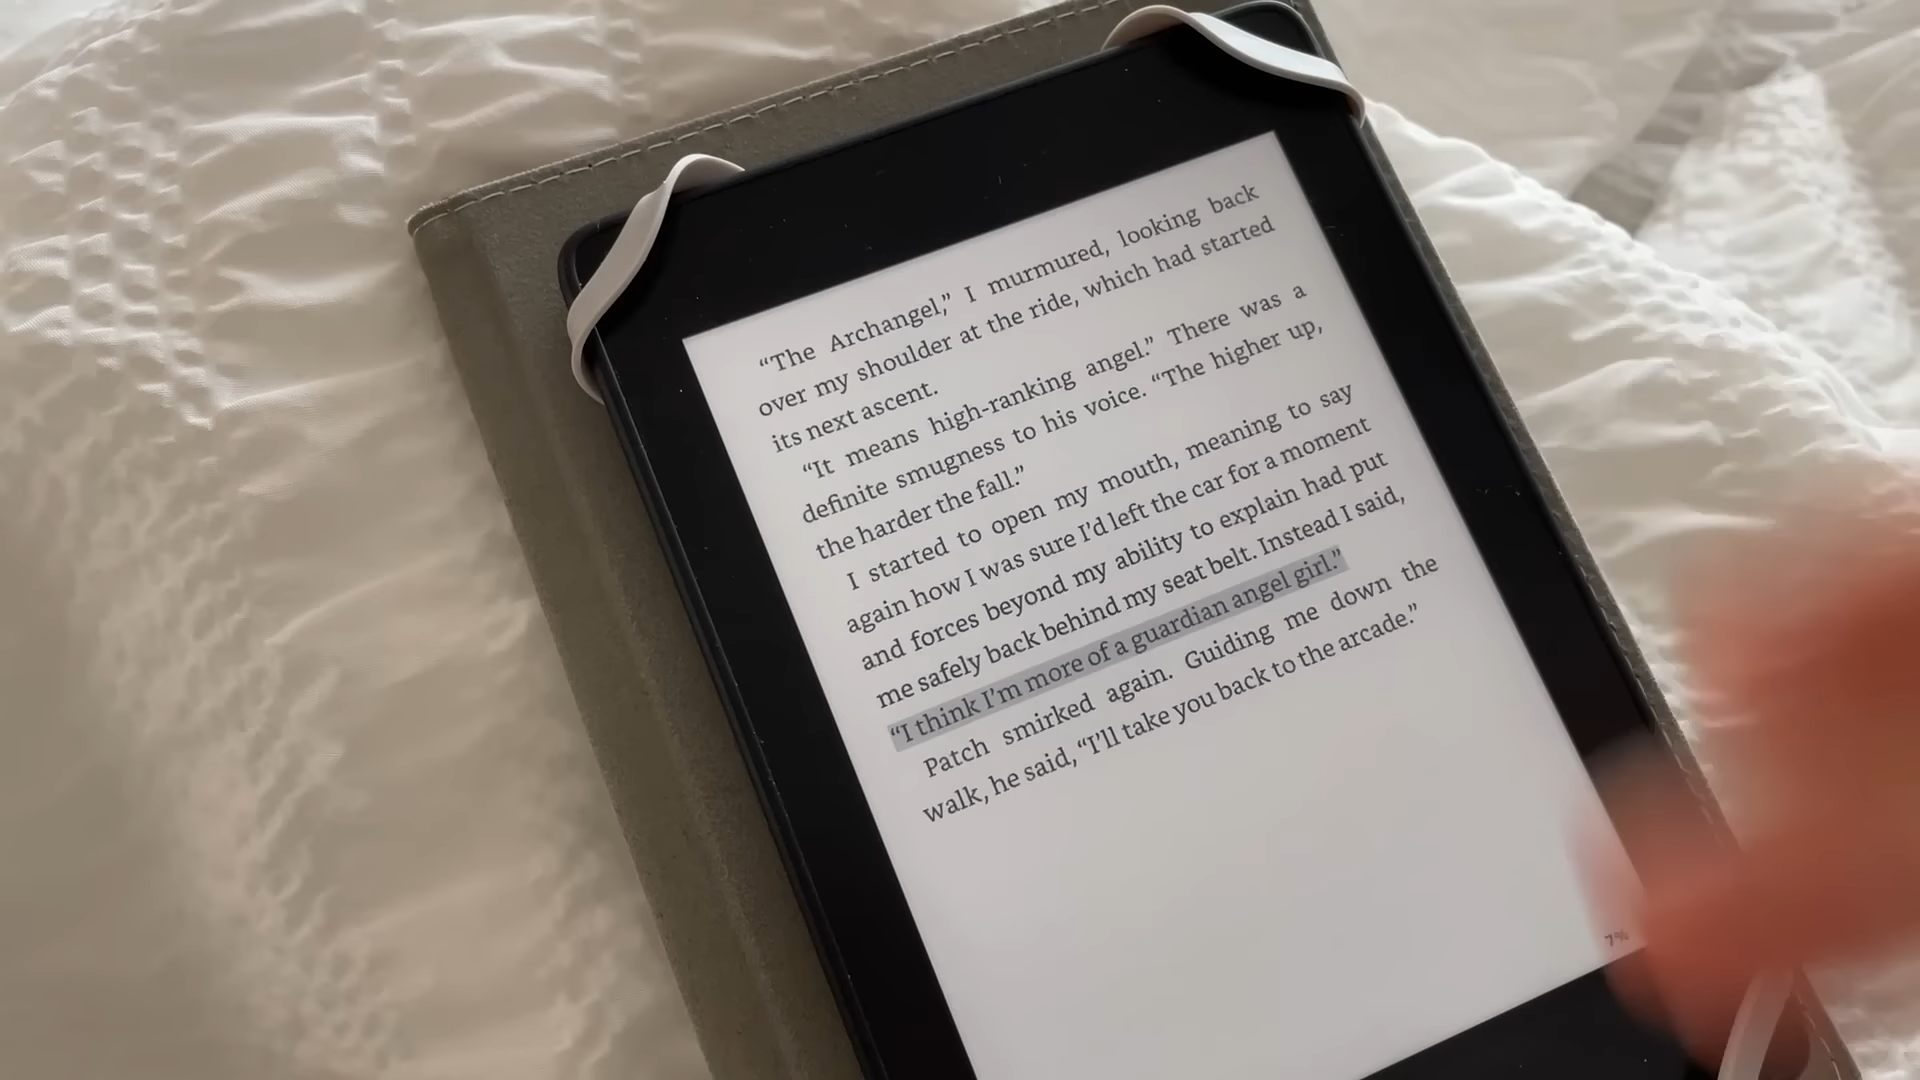 “The Archangel,” I murmured, looking back
over my shoulder at the ride, which had started
its next ascent.
“It means high-ranking angel.” There was a
definite smugness to his voice. “The higher up,
the harder the fall.”
I started to open my mouth, meaning to say
again how I was sure I’d left the car for a moment
and forces beyond my ability to explain had put
me safely back behind my seat belt. Instead I said,
“I think I’m more of a guardian angel girl.”
Patch smirked again. Guiding me down the
walk, he said, “I’ll take you back to the arcade.”
7%